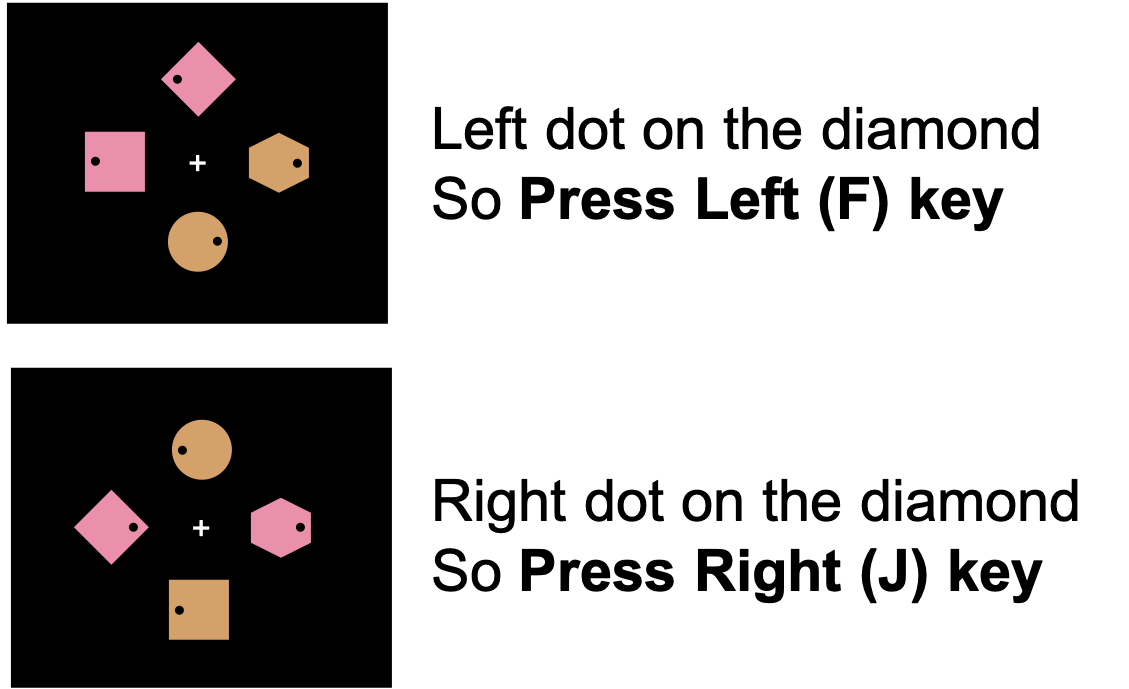 Left dot on the diamond
So Press Left (F) key
Right dot on the diamond
So Press Right (J) key